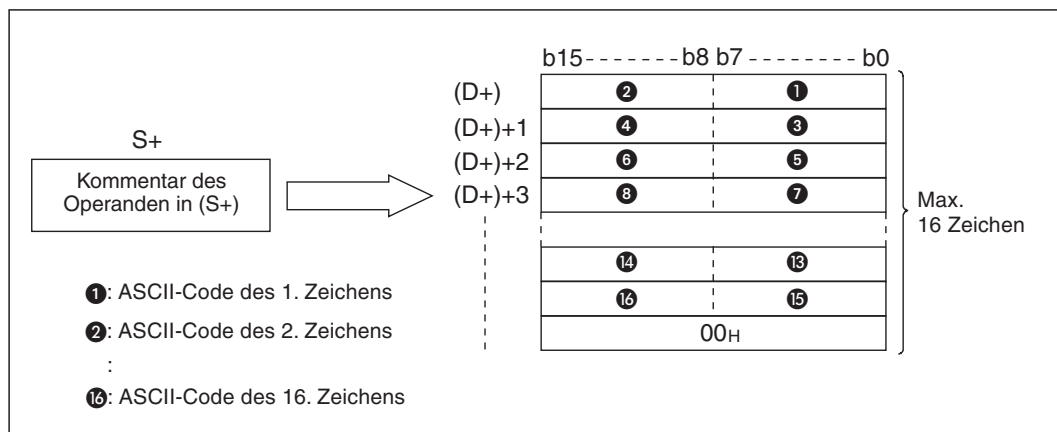 b15- - - - - - - b8 b7 - - - - - - - - b0
(D+) ❷ ❶
(D+)+1 ❹ ❸
(D+)+2 ❻ ❺
(D+)+3 ❽ ❼
⓮ ⓭
⓰ ⓯
00H
Max.
16 Zeichen
S+
Kommentar des
Operanden in (S+)
❶: ASCII-Code des 1. Zeichens
❷: ASCII-Code des 2. Zeichens
:
⓰: ASCII-Code des 16. Zeichens